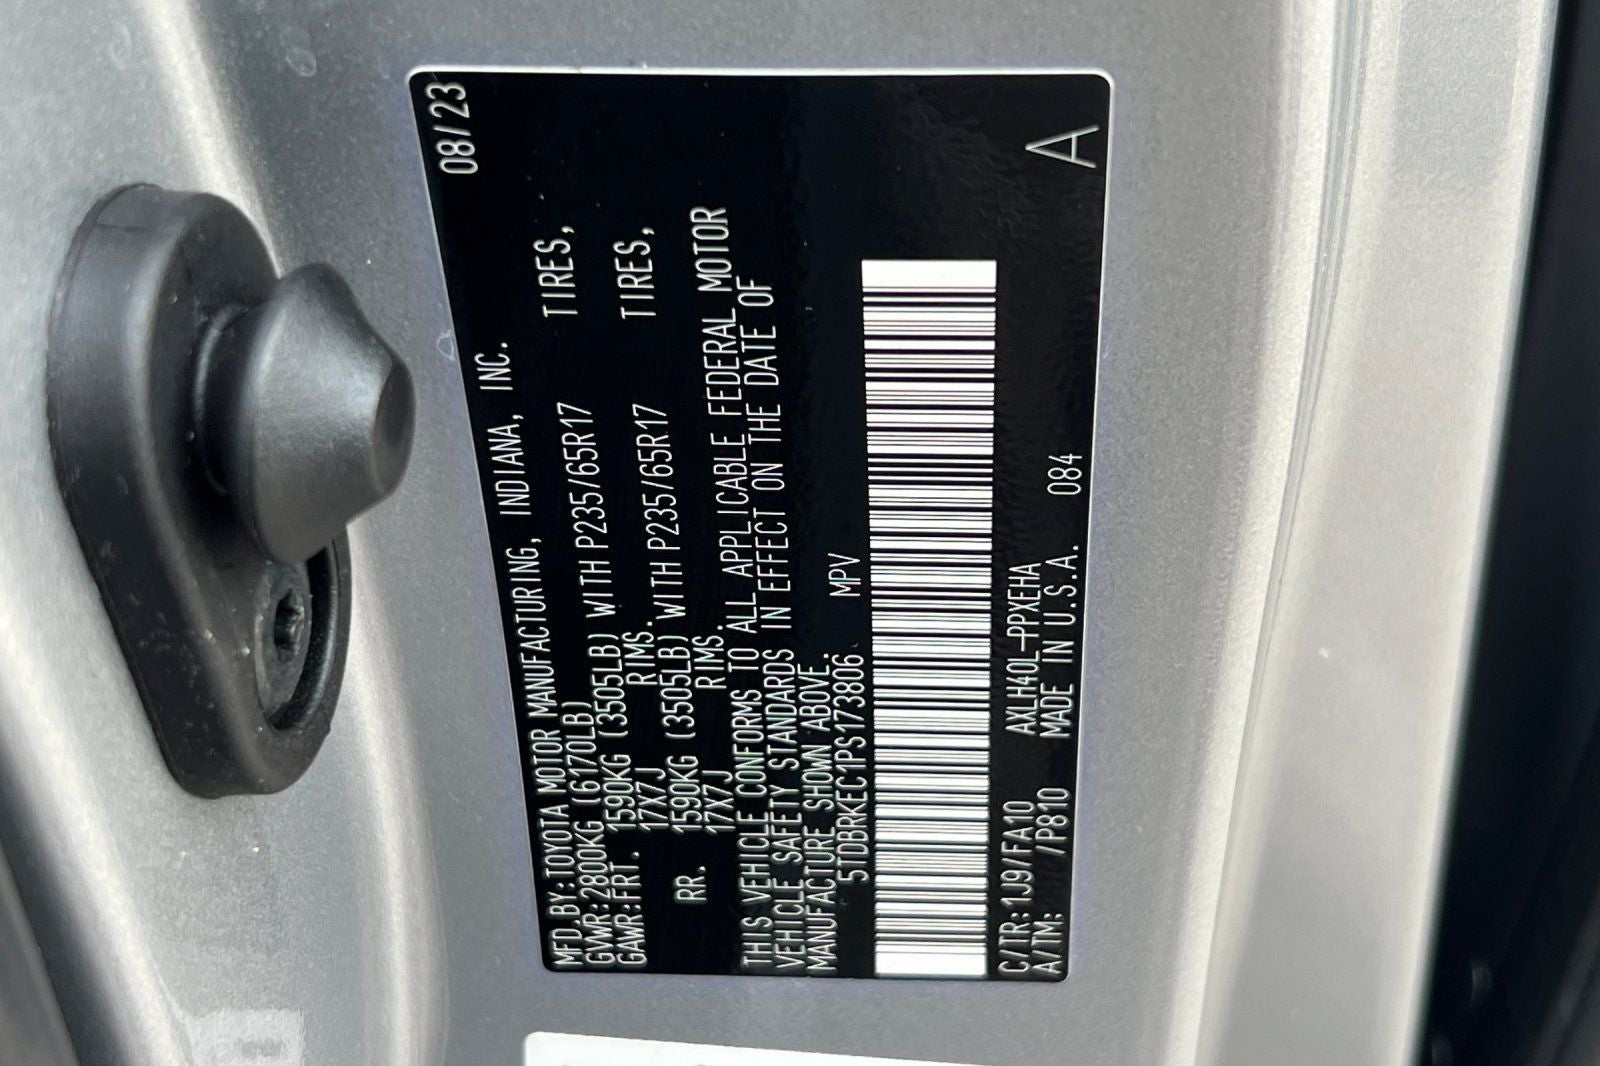 08/23
MFD.BY:TOYOTA MOTOR MANUFACTURING, INDIANA, INC.
GVWR:2800KG (6170LB)
GAWR:FRT. 1590KG (3505LB) WITH P235/65R17 TIRES,
17X7J RIMS.
RR. 1590KG (3505LB) WITH P235/65R17 TIRES,
17X7J RIMS.
THIS VEHICLE CONFORMS TO ALL APPLICABLE FEDERAL MOTOR
VEHICLE SAFETY STANDARDS IN EFFECT ON THE DATE OF
MANUFACTURE SHOWN ABOVE.
5TDBRKEC1PS173806 MPV
C/TR:1J9/FA10 AXLH40L-PPXEHA
A/TM: /P810 MADE IN U.S.A. 084
A